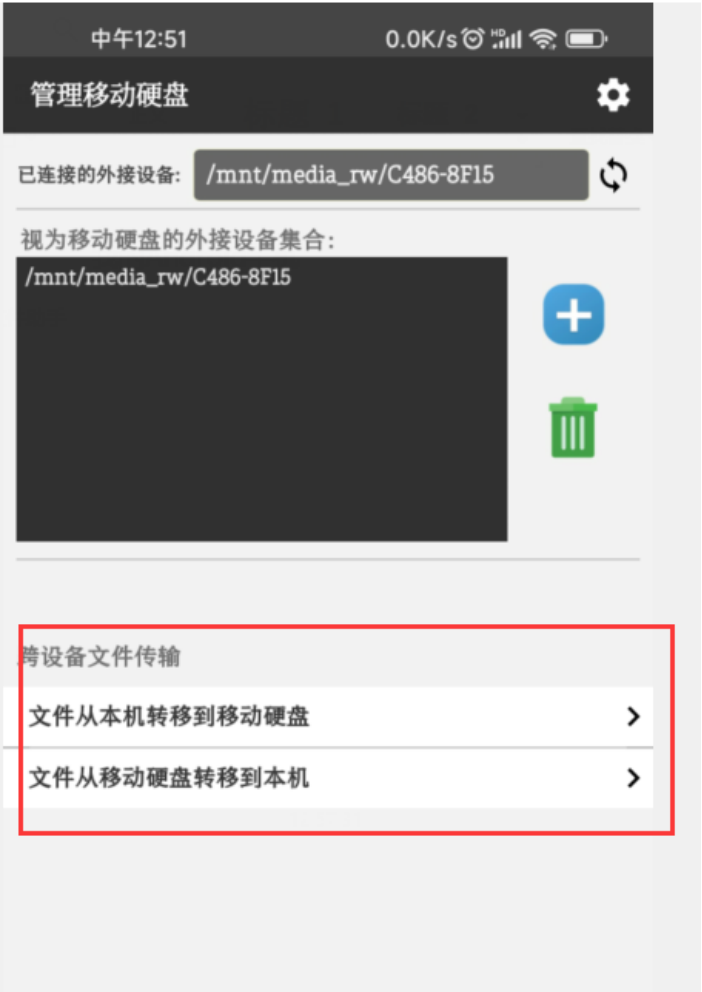 中午12:51 0.0K/s HD
管理移动硬盘
已连接的外接设备: /mnt/media_rw/C486-8F15
视为移动硬盘的外接设备集合:
/mnt/media_rw/C486-8F15
跨设备文件传输
文件从本机转移到移动硬盘
文件从移动硬盘转移到本机